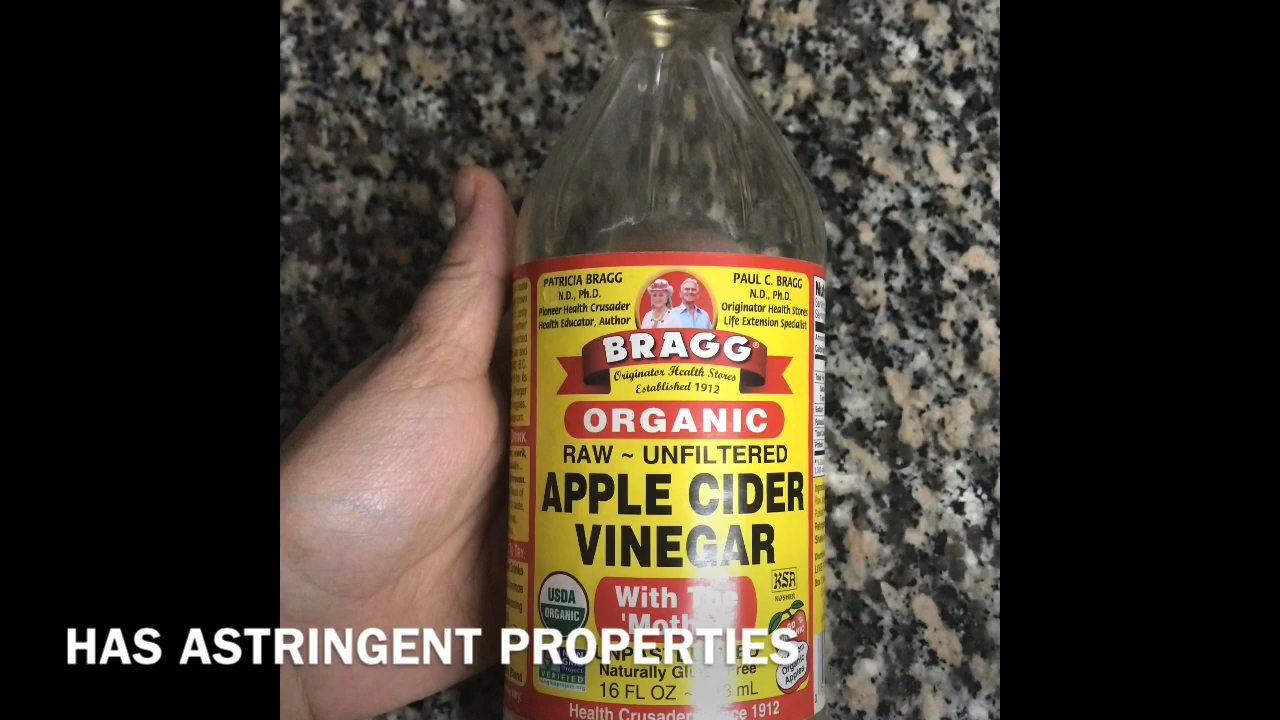 PATRICIA BRAGG
N.D., Ph.D.
Pioneer Health Crusader
Health Educator, Author
PAUL C. BRAGG
N.D., Ph.D.
Originator Health Stores
Life Extension Specialist
BRAGG®
Originator Health Stores
Established 1912
ORGANIC
RAW ~ UNFILTERED
APPLE CIDER
VINEGAR
KSA
KOSHER
USDA
ORGANIC
With The
HAS ASTRINGENT PROPERTIES
VERIFIED
Organic
Apples
Naturally Free
16 FL OZ ~ mL
Health Crusaders Since 1912